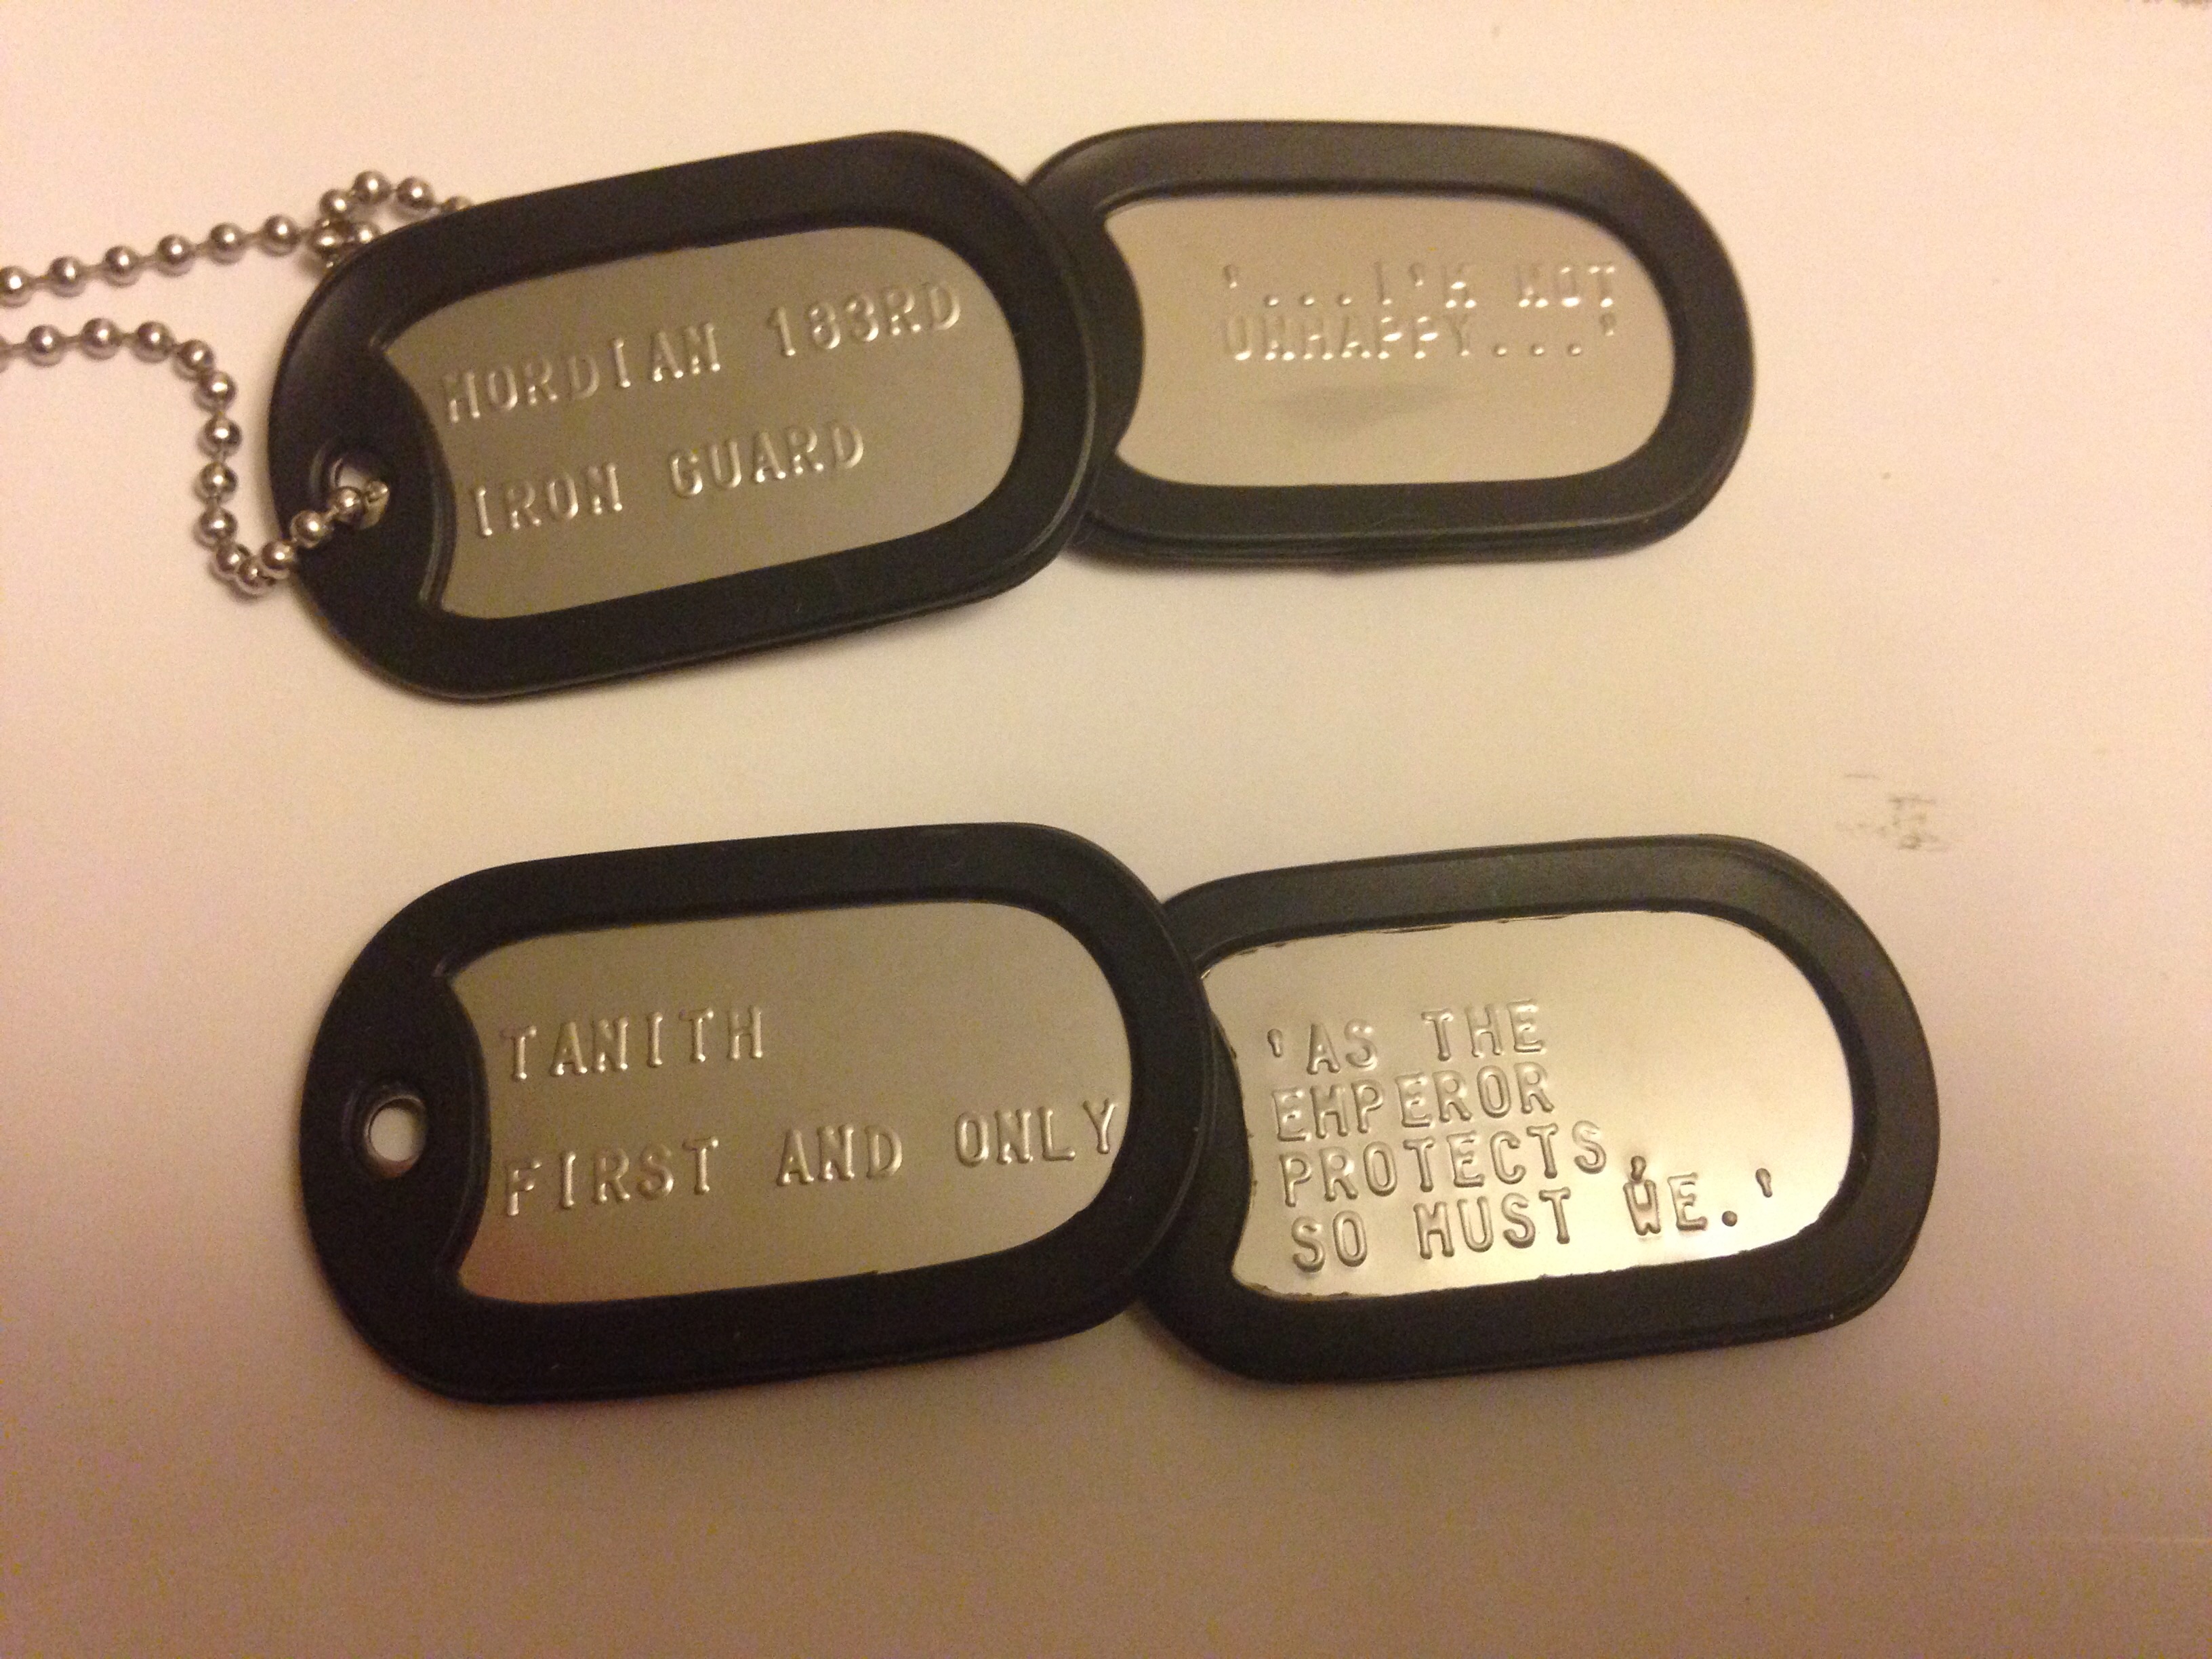 MORDIAN 183RD
IRON GUARD
'...I'M NOT
UNHAPPY...'
TANITH
FIRST AND ONLY
'AS THE
EMPEROR
PROTECTS,
SO MUST WE.'